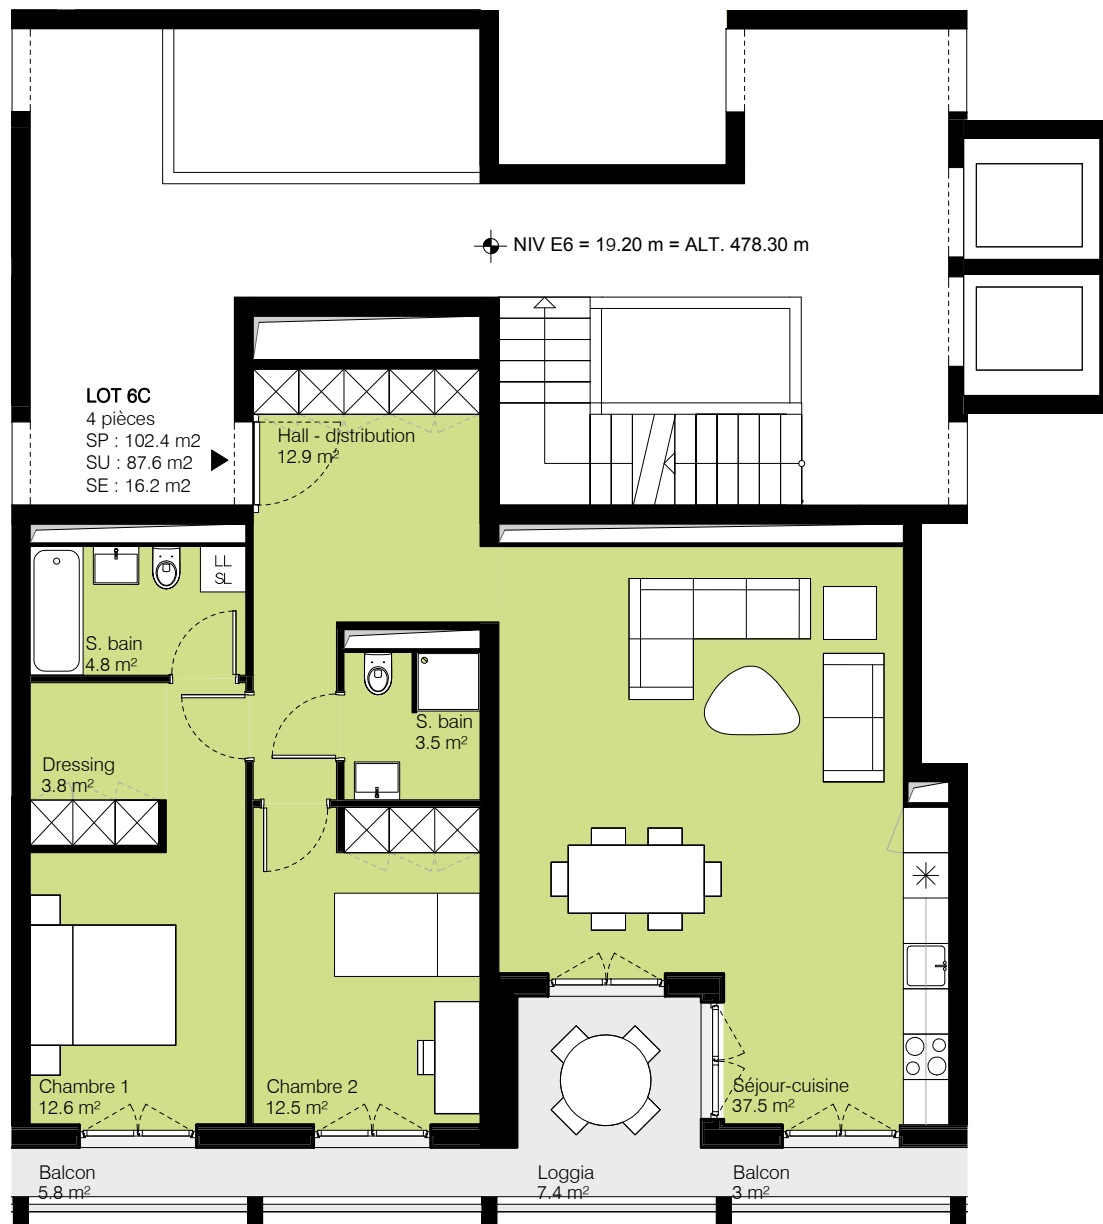 NIV E6 = 19.20 m = ALT. 478.30 m
LOT 6C
4 pièces
SP : 102.4 m2
SU : 87.6 m2
SE : 16.2 m2
Hall - distribution
12.9 m²
LL
SL
S. bain
4.8 m²
S. bain
3.5 m²
Dressing
3.8 m²
Chambre 1
12.6 m²
Chambre 2
12.5 m²
Séjour-cuisine
37.5 m²
Balcon
5.8 m²
Loggia
7.4 m²
Balcon
3 m²